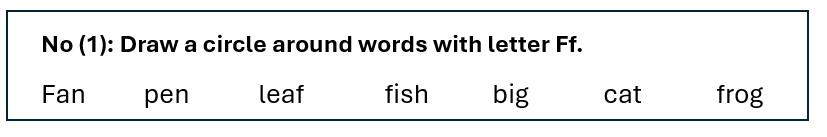 No (1): Draw a circle around words with letter Ff.
Fan pen leaf fish big cat frog